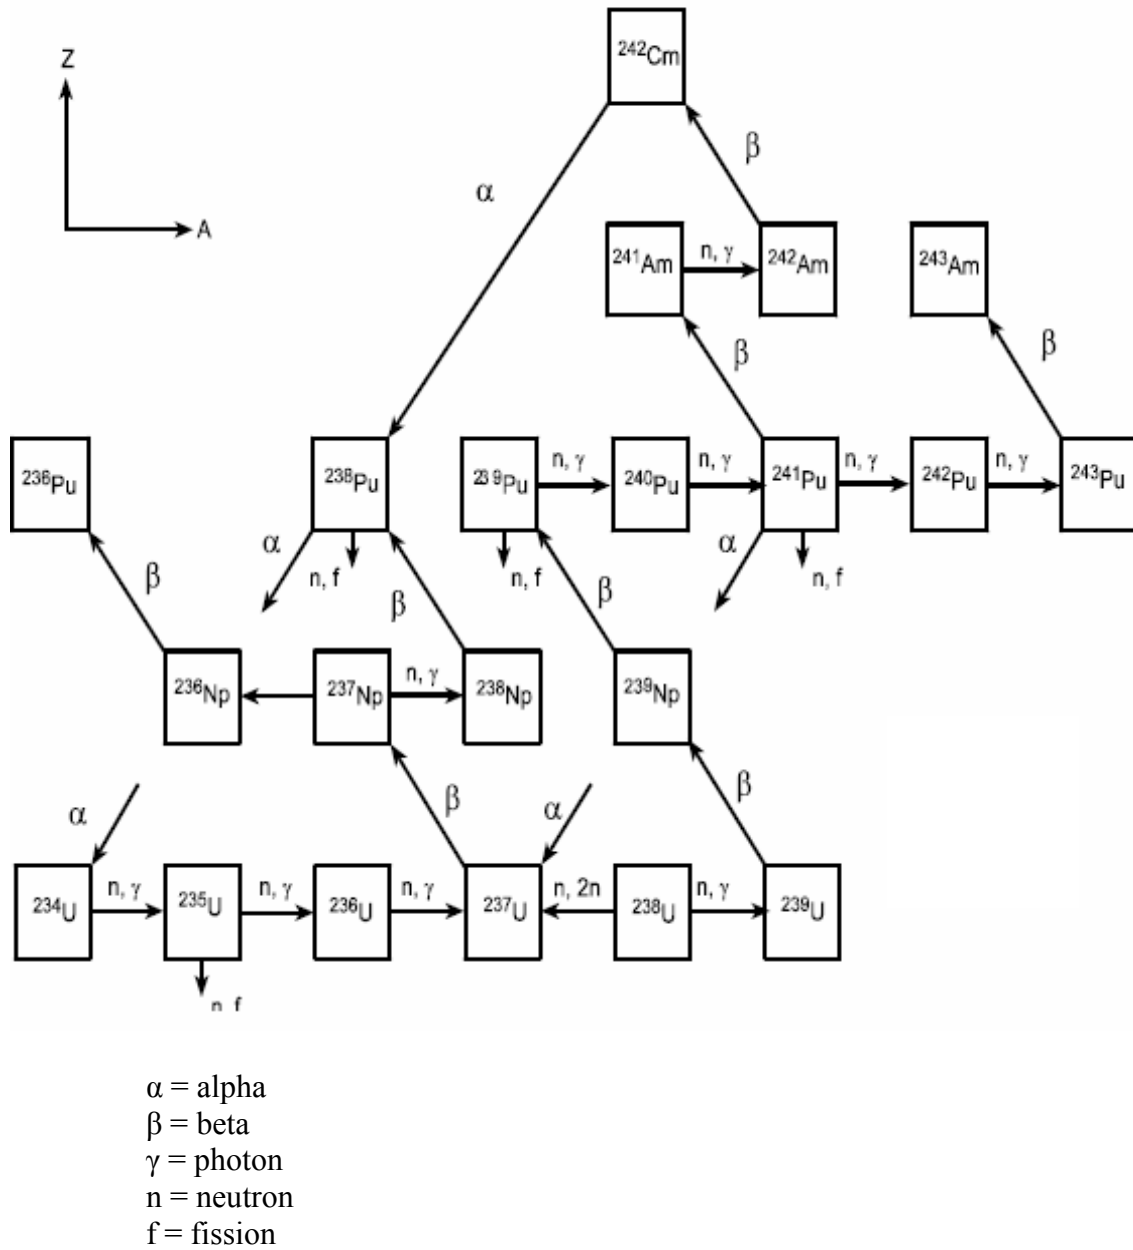 ²⁴²Cm
Z
β
α
A
²⁴¹Am
n, γ
²⁴²Am
²⁴³Am
β
β
²³⁶Pu
²³⁸Pu
²³⁹Pu
n, γ
²⁴⁰Pu
n, γ
²⁴¹Pu
n, γ
²⁴²Pu
n, γ
²⁴³Pu
α
n, f
n, f
α
n, f
β
β
β
²³⁶Np
²³⁷Np
n, γ
²³⁸Np
²³⁹Np
α
β
α
β
²³⁴U
n, γ
²³⁵U
n, γ
²³⁶U
n, γ
²³⁷U
n, 2n
²³⁸U
n, γ
²³⁹U
n, f
α = alpha
β = beta
γ = photon
n = neutron
f = fission